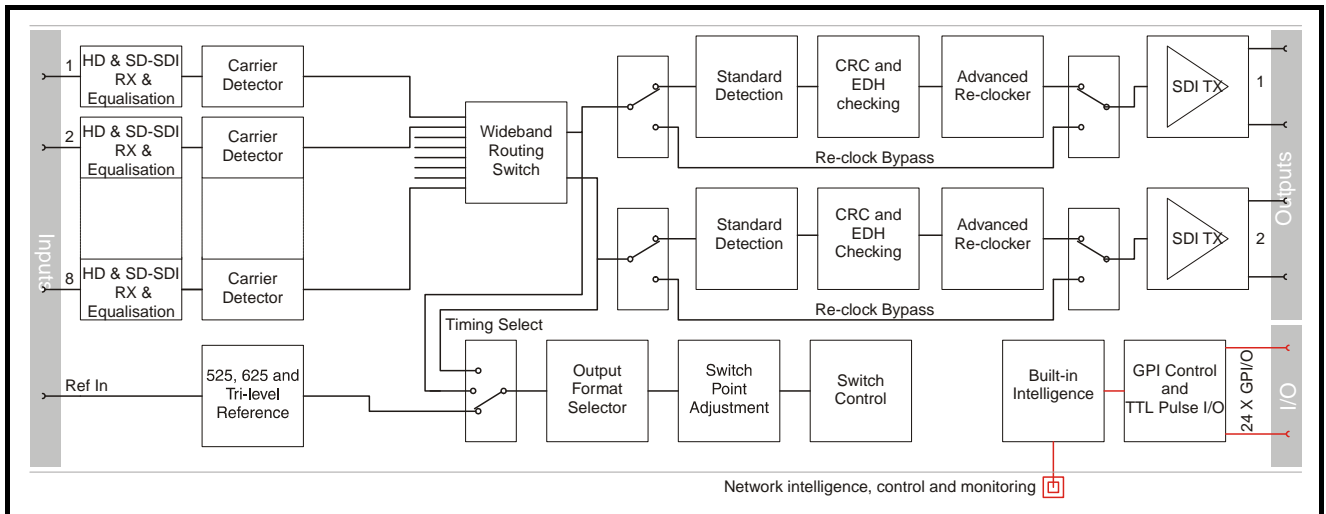 Inputs
1
HD & SD-SDI
RX &
Equalisation
Carrier
Detector
2
HD & SD-SDI
RX &
Equalisation
Carrier
Detector
8
HD & SD-SDI
RX &
Equalisation
Carrier
Detector
Wideband
Routing
Switch
Standard
Detection
CRC and
EDH
checking
Advanced
Re-clocker
Re-clock Bypass
SDI TX
1
Standard
Detection
CRC and
EDH
Checking
Advanced
Re-clocker
Re-clock Bypass
SDI TX
2
Outputs
Ref In
525, 625 and
Tri-level
Reference
Timing Select
Output
Format
Selector
Switch
Point
Adjustment
Switch
Control
Built-in
Intelligence
GPI Control
and
TTL Pulse I/O
24 X GPI/O
I/O
Network intelligence, control and monitoring